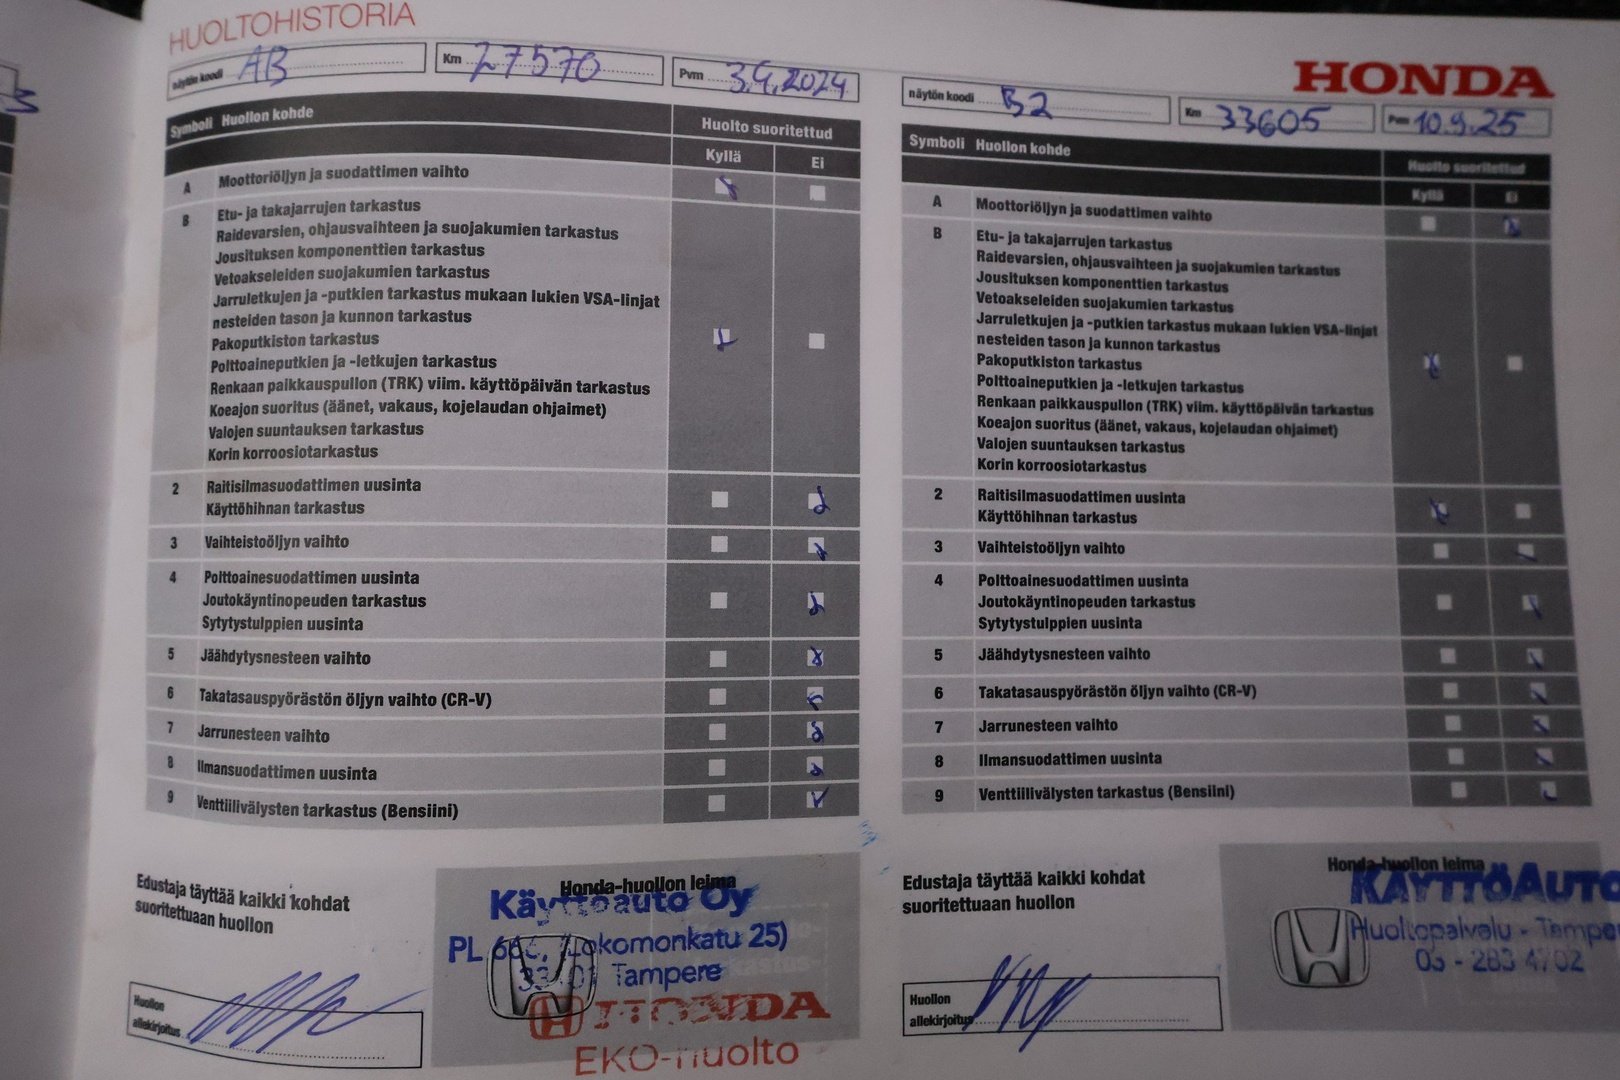 HUOLTOHISTORIA
näytön koodi AB
Km 27570
Pvm 3.9.2024
Symboli Huollon kohde
Huolto suoritettud
Kyllä Ei
A Moottoriöljyn ja suodattimen vaihto
B Etu- ja takajarrujen tarkastus
Raidevarsien, ohjausvaihteen ja suojakumien tarkastus
Jousituksen komponenttien tarkastus
Vetoakseleiden suojakumien tarkastus
Jarruletkujen ja -putkien tarkastus mukaan lukien VSA-linjat
nesteiden tason ja kunnon tarkastus
Pakoputkiston tarkastus
Polttoaineputkien ja -letkujen tarkastus
Renkaan paikkauspullon (TRK) viim. käyttöpäivän tarkastus
Koeajon suoritus (äänet, vakaus, kojelaudan ohjaimet)
Valojen suuntauksen tarkastus
Korin korroosiotarkastus
2 Raitisilmasuodattimen uusinta
Käyttöhihnan tarkastus
3 Vaihteistoöljyn vaihto
4 Polttoainesuodattimen uusinta
Joutokäyntinopeuden tarkastus
Sytytystulppien uusinta
5 Jäähdytysnesteen vaihto
6 Takatasauspyörästön öljyn vaihto (CR-V)
7 Jarrunesteen vaihto
8 Ilmansuodattimen uusinta
9 Venttiilivälysten tarkastus (Bensiini)
Edustaja täyttää kaikki kohdat
suoritettuaan huollon
Huollon
allekirjoitus
Honda-huollon leima
Käyttöauto Oy
PL (Lokomonkatu 25)
Tampere
HONDA
EKO-huolto
HONDA
näytön koodi B2
Km 33605
Pvm 10.9.25
Symboli Huollon kohde
Huolto suoritettud
Kyllä Ei
A Moottoriöljyn ja suodattimen vaihto
B Etu- ja takajarrujen tarkastus
Raidevarsien, ohjausvaihteen ja suojakumien tarkastus
Jousituksen komponenttien tarkastus
Vetoakseleiden suojakumien tarkastus
Jarruletkujen ja -putkien tarkastus mukaan lukien VSA-linjat
nesteiden tason ja kunnon tarkastus
Pakoputkiston tarkastus
Polttoaineputkien ja -letkujen tarkastus
Renkaan paikkauspullon (TRK) viim. käyttöpäivän tarkastus
Koeajon suoritus (äänet, vakaus, kojelaudan ohjaimet)
Valojen suuntauksen tarkastus
Korin korroosiotarkastus
2 Raitisilmasuodattimen uusinta
Käyttöhihnan tarkastus
3 Vaihteistoöljyn vaihto
4 Polttoainesuodattimen uusinta
Joutokäyntinopeuden tarkastus
Sytytystulppien uusinta
5 Jäähdytysnesteen vaihto
6 Takatasauspyörästön öljyn vaihto (CR-V)
7 Jarrunesteen vaihto
8 Ilmansuodattimen uusinta
9 Venttiilivälysten tarkastus (Bensiini)
Edustaja täyttää kaikki kohdat
suoritettuaan huollon
Huollon
allekirjoitus
Honda-huollon leima
KÄYTTÖAUTO
Huoltopalvelu - Tampe
03 - 283 4702